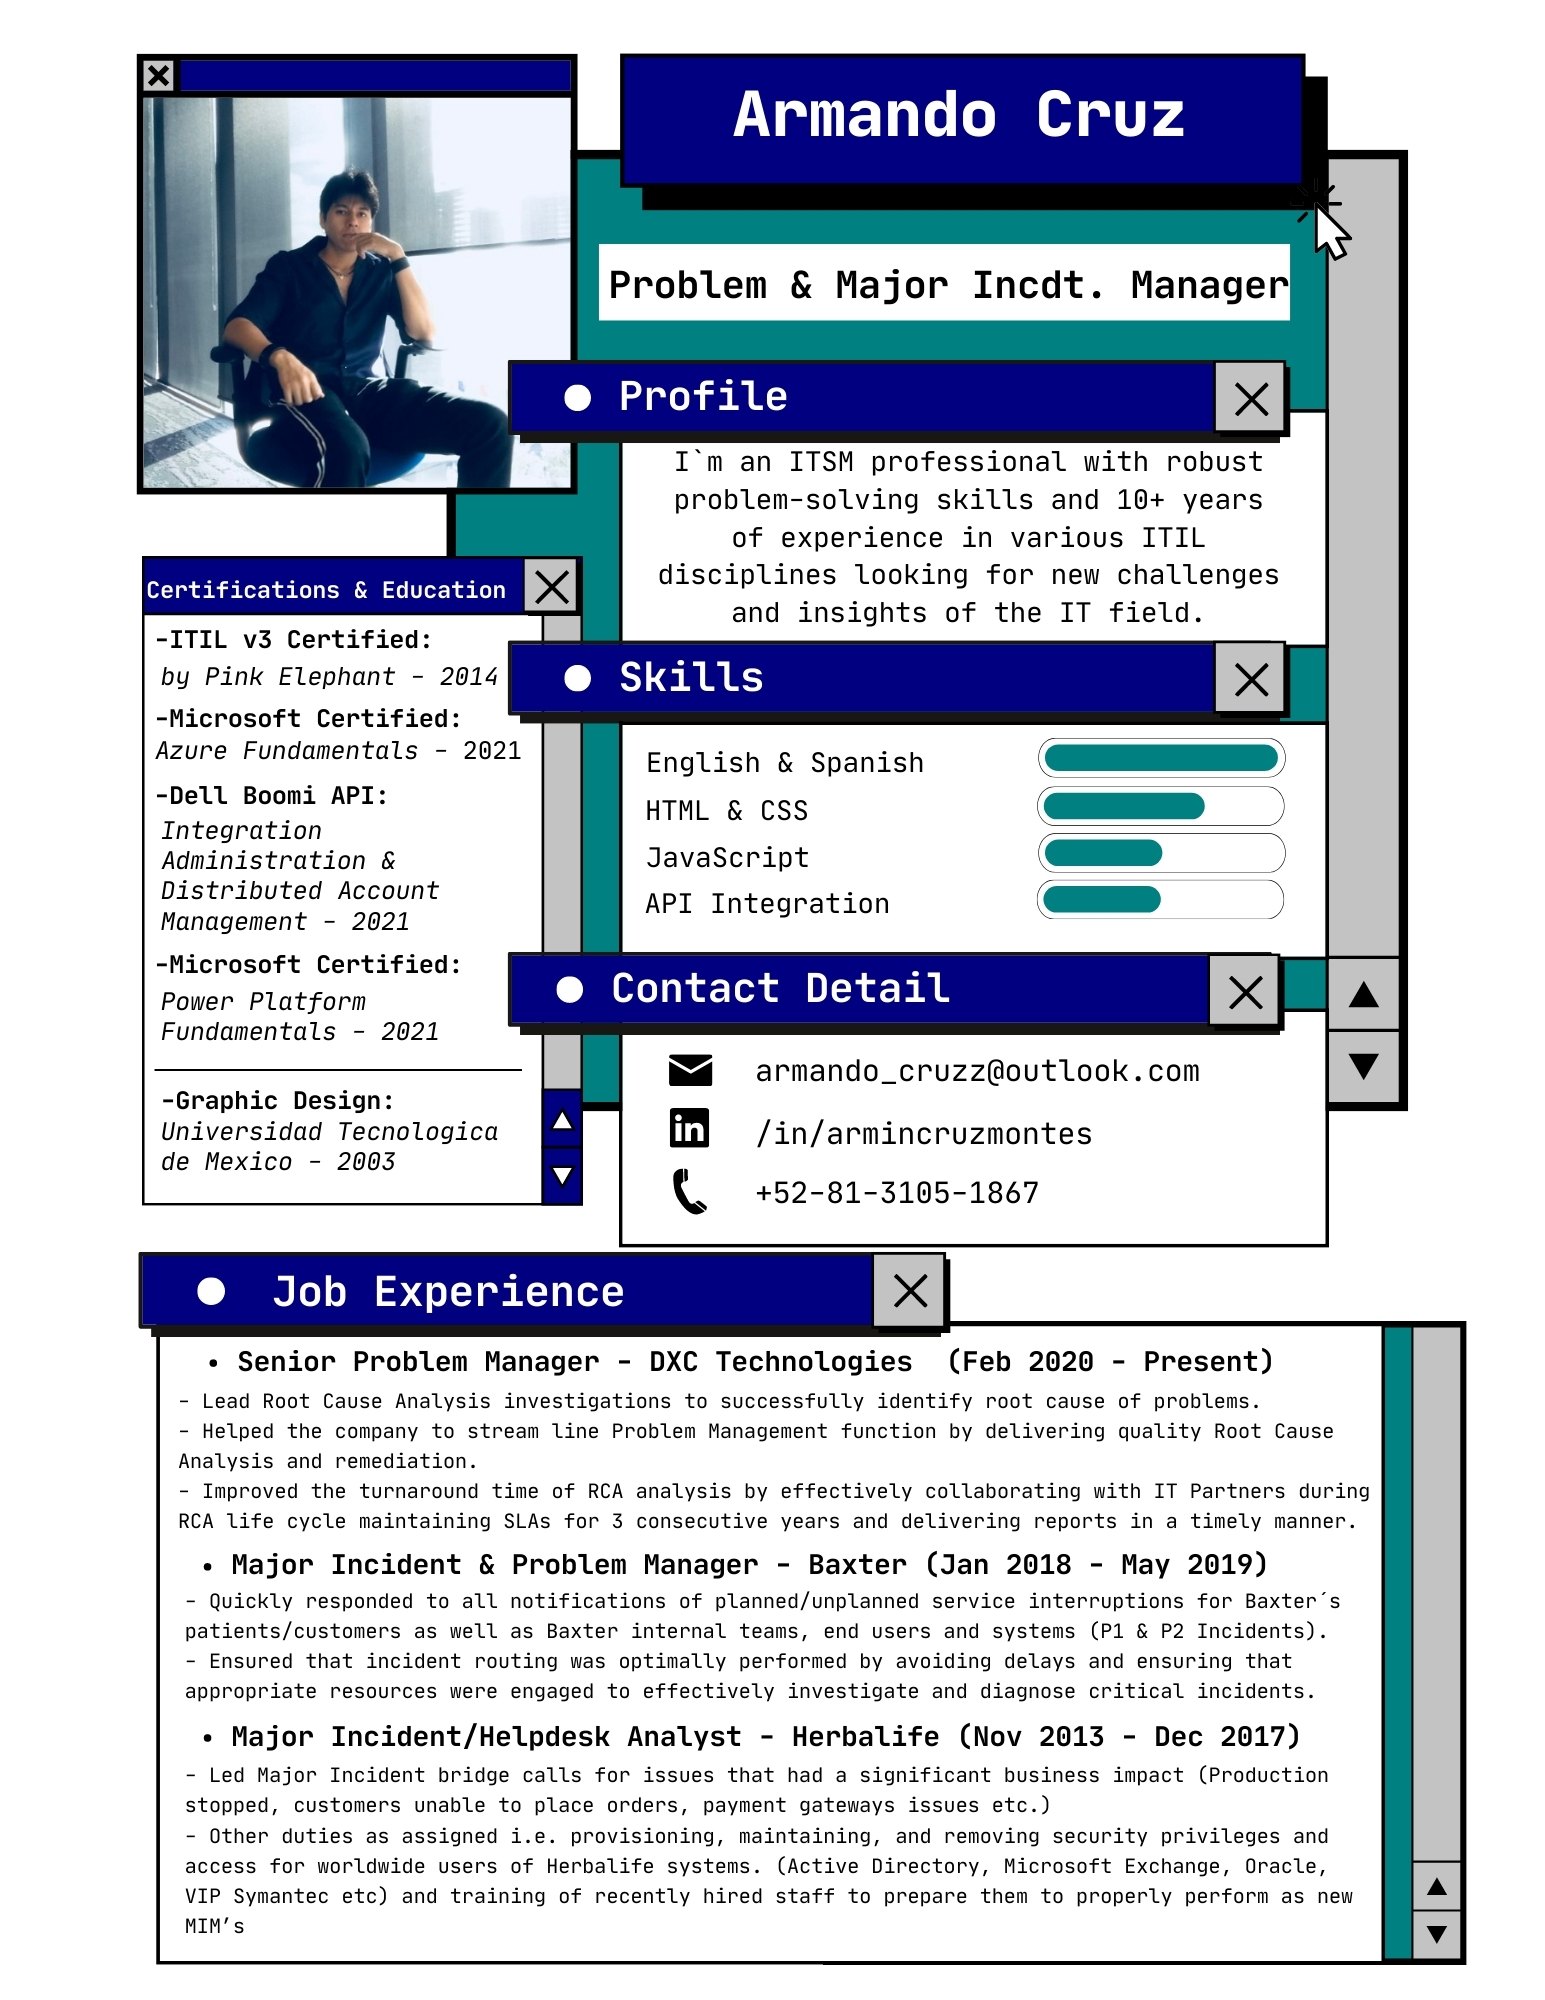 Armando Cruz
Problem & Major Incdt. Manager
Profile
I`m an ITSM professional with robust
problem-solving skills and 10+ years
of experience in various ITIL
disciplines looking for new challenges
and insights of the IT field.
Certifications & Education
-ITIL v3 Certified:
by Pink Elephant - 2014
-Microsoft Certified:
Azure Fundamentals - 2021
-Dell Boomi API:
Integration
Administration &
Distributed Account
Management - 2021
-Microsoft Certified:
Power Platform
Fundamentals - 2021
-Graphic Design:
Universidad Tecnologica
de Mexico - 2003
Skills
English & Spanish
HTML & CSS
JavaScript
API Integration
Contact Detail
armando_cruzz@outlook.com
in /in/armincruzmontes
+52-81-3105-1867
Job Experience
• Senior Problem Manager - DXC Technologies (Feb 2020 - Present)
- Lead Root Cause Analysis investigations to successfully identify root cause of problems.
- Helped the company to stream line Problem Management function by delivering quality Root Cause
Analysis and remediation.
- Improved the turnaround time of RCA analysis by effectively collaborating with IT Partners during
RCA life cycle maintaining SLAs for 3 consecutive years and delivering reports in a timely manner.
• Major Incident & Problem Manager - Baxter (Jan 2018 - May 2019)
- Quickly responded to all notifications of planned/unplanned service interruptions for Baxter´s
patients/customers as well as Baxter internal teams, end users and systems (P1 & P2 Incidents).
- Ensured that incident routing was optimally performed by avoiding delays and ensuring that
appropriate resources were engaged to effectively investigate and diagnose critical incidents.
• Major Incident/Helpdesk Analyst - Herbalife (Nov 2013 - Dec 2017)
- Led Major Incident bridge calls for issues that had a significant business impact (Production
stopped, customers unable to place orders, payment gateways issues etc.)
- Other duties as assigned i.e. provisioning, maintaining, and removing security privileges and
access for worldwide users of Herbalife systems. (Active Directory, Microsoft Exchange, Oracle,
VIP Symantec etc) and training of recently hired staff to prepare them to properly perform as new
MIM’s